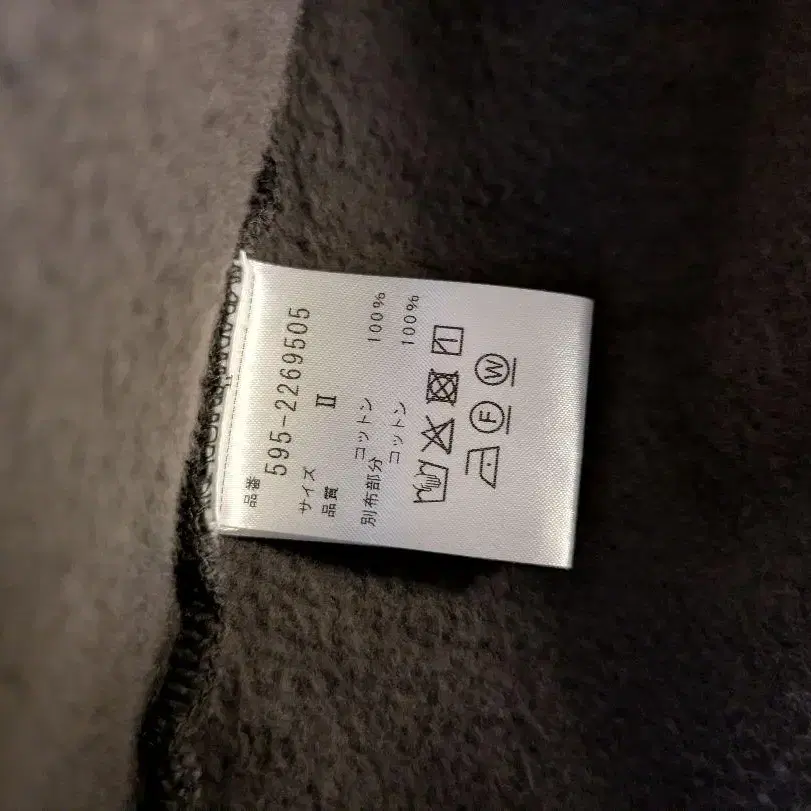 品番
595-2269505
サイズ II
品質
コットン 100%
別布部分
コットン 100%
F W